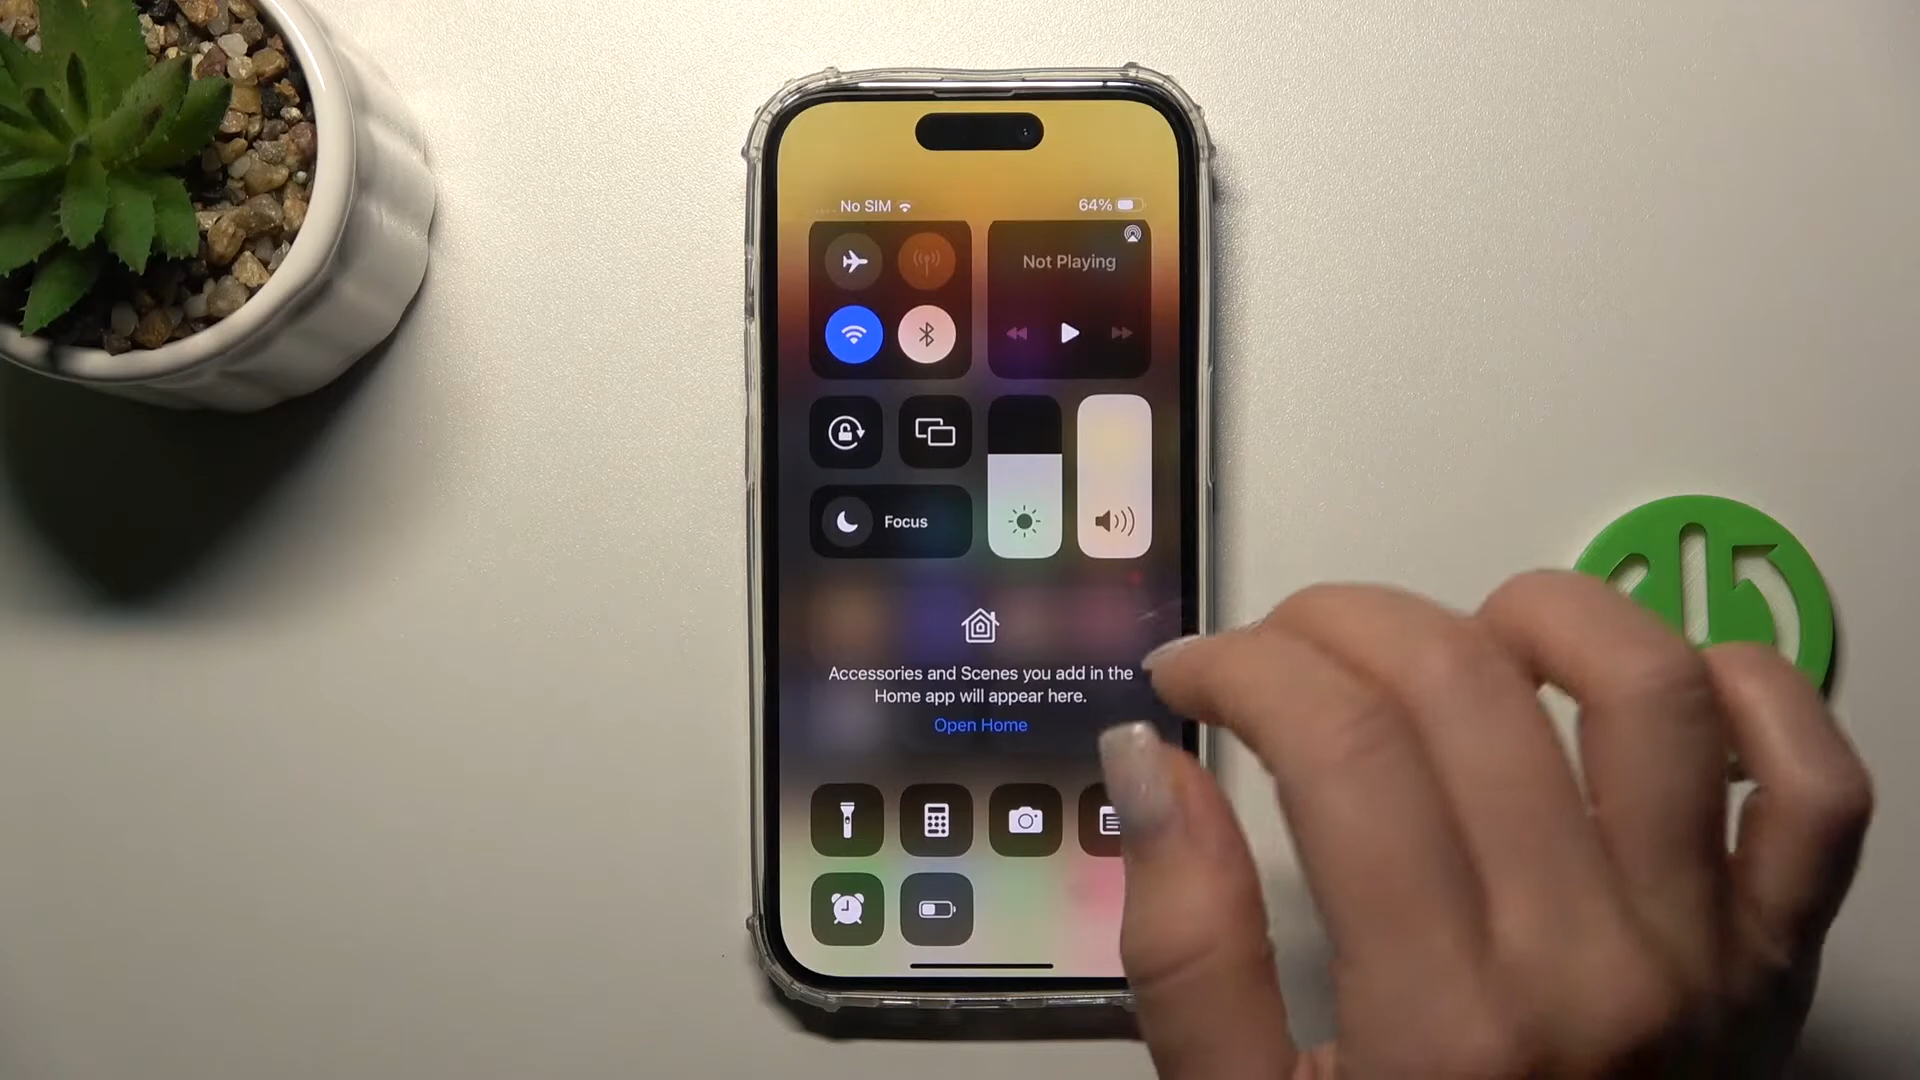 No SIM
64%
Not Playing
Focus
Accessories and Scenes you add in the
Home app will appear here.
Open Home